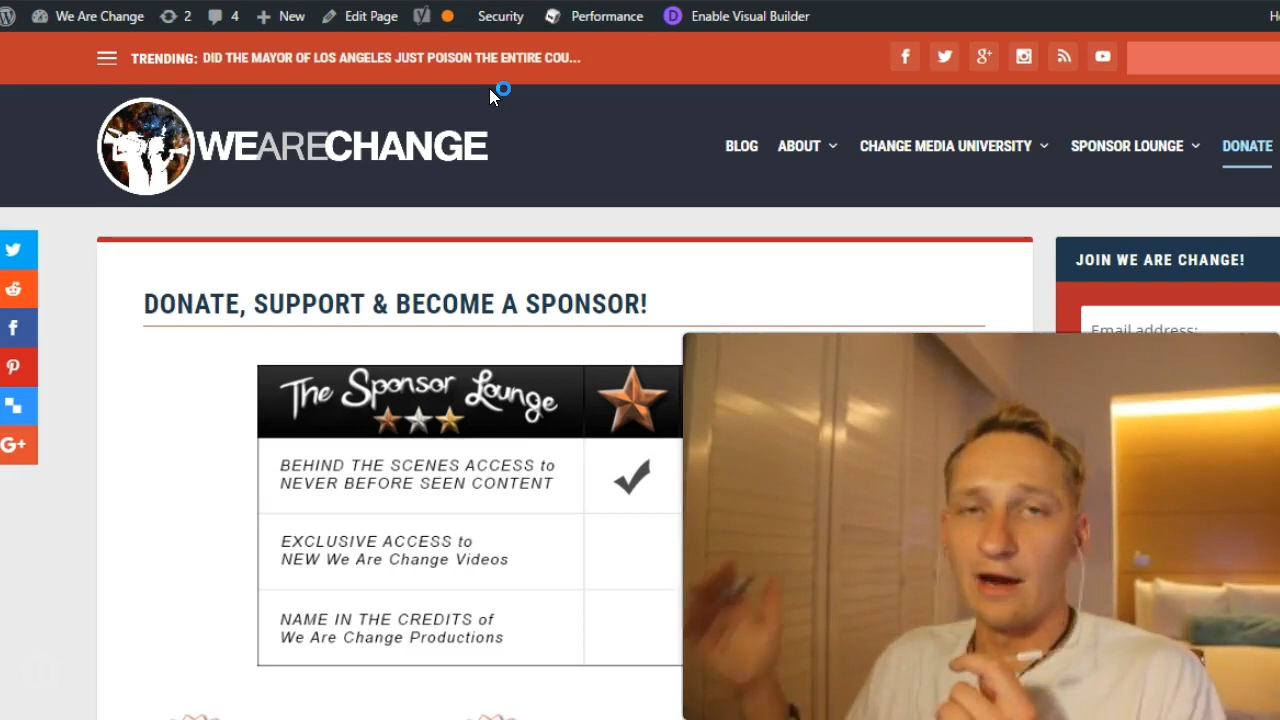 We Are Change 2 4 New Edit Page Security Performance D Enable Visual Builder
TRENDING: DID THE MAYOR OF LOS ANGELES JUST POISON THE ENTIRE COU...
WEARECHANGE
BLOG ABOUT CHANGE MEDIA UNIVERSITY SPONSOR LOUNGE DONATE
JOIN WE ARE CHANGE!
Email address:
DONATE, SUPPORT & BECOME A SPONSOR!
The Sponsor Lounge
BEHIND THE SCENES ACCESS to
NEVER BEFORE SEEN CONTENT
EXCLUSIVE ACCESS to
NEW We Are Change Videos
NAME IN THE CREDITS of
We Are Change Productions